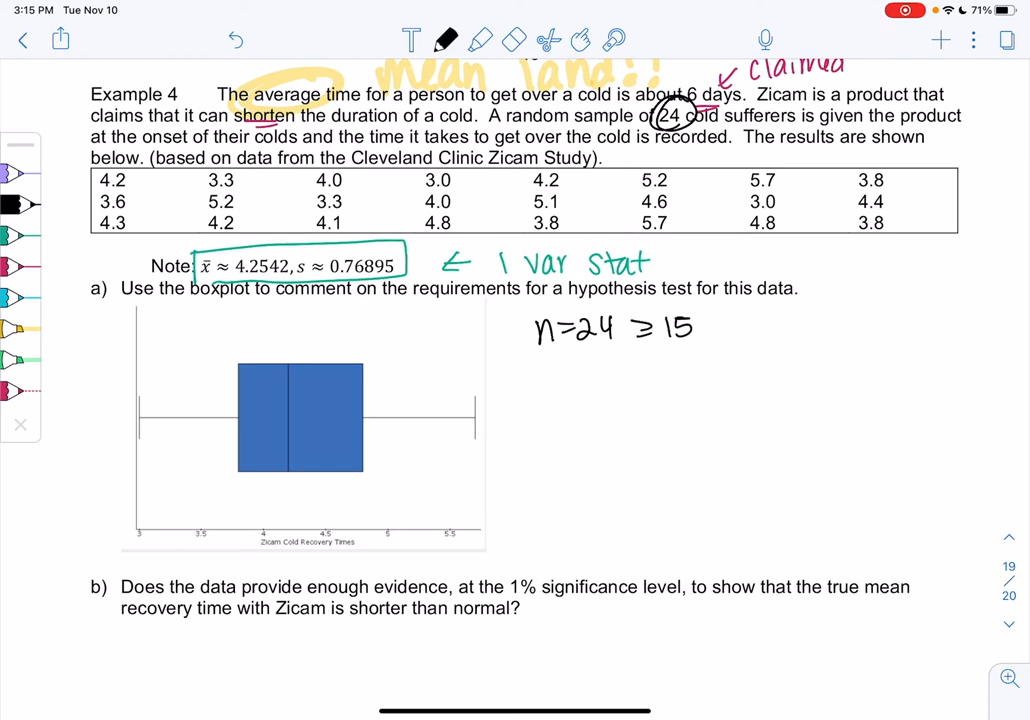 3:15 PM Tue Nov 10
71%
T
mean land!!
claimed
Example 4 The average time for a person to get over a cold is about 6 days. Zicam is a product that
claims that it can shorten the duration of a cold. A random sample of 24 cold sufferers is given the product
at the onset of their colds and the time it takes to get over the cold is recorded. The results are shown
below. (based on data from the Cleveland Clinic Zicam Study).
4.2 3.3 4.0 3.0 4.2 5.2 5.7 3.8
3.6 5.2 3.3 4.0 5.1 4.6 3.0 4.4
4.3 4.2 4.1 4.8 3.8 5.7 4.8 3.8
Note: x̄ ≈ 4.2542, s ≈ 0.76895 ← 1 var stat
a) Use the boxplot to comment on the requirements for a hypothesis test for this data.
n=24 ≥ 15
3 3.5 4 4.5 5 5.5
Zicam Cold Recovery Times
b) Does the data provide enough evidence, at the 1% significance level, to show that the true mean
recovery time with Zicam is shorter than normal?
19
/
20